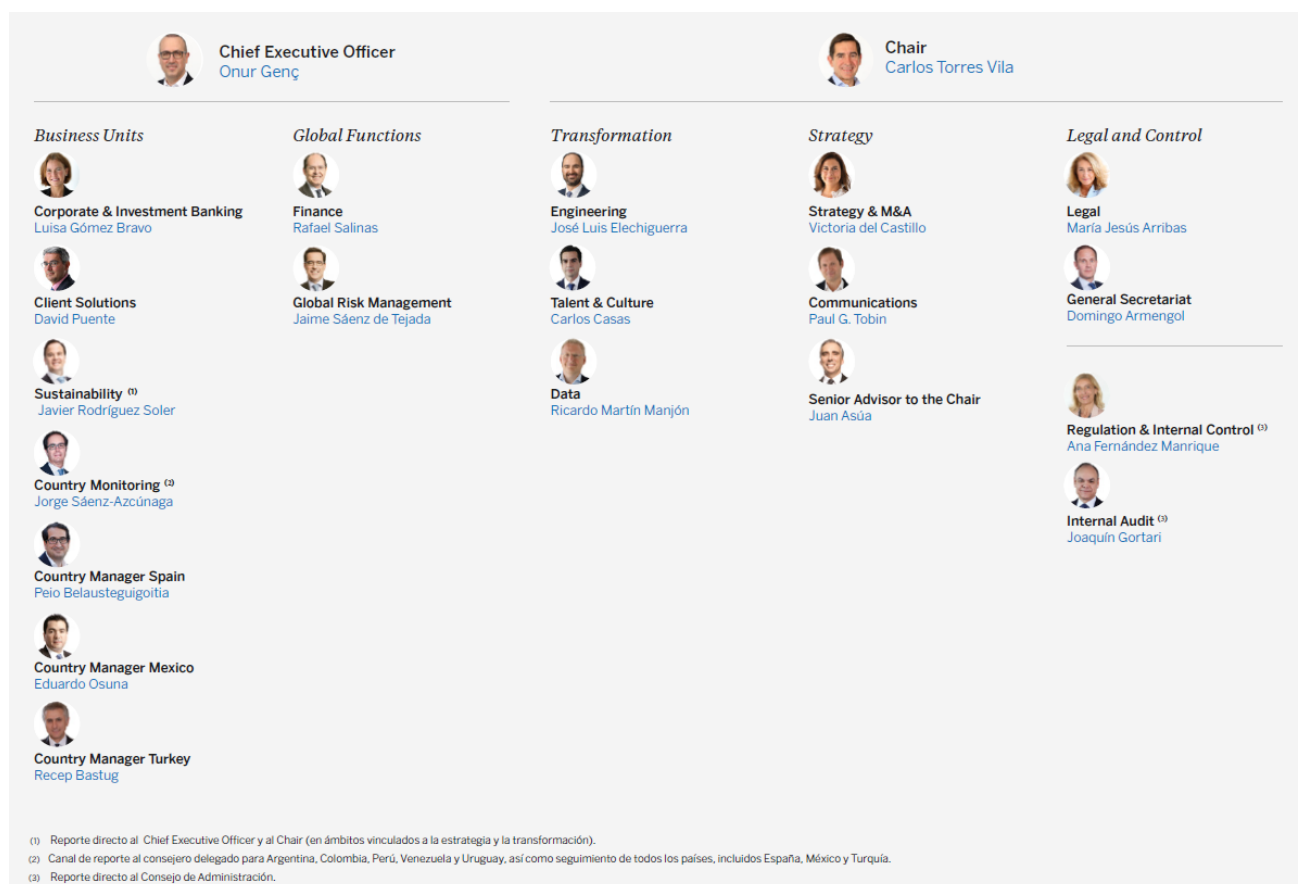 Chief Executive Officer
Onur Genç
Chair
Carlos Torres Vila
Business Units
Corporate & Investment Banking
Luisa Gómez Bravo
Client Solutions
David Puente
Sustainability (1)
Javier Rodríguez Soler
Country Monitoring (2)
Jorge Sáenz-Azcúnaga
Country Manager Spain
Peio Belausteguigoitia
Country Manager Mexico
Eduardo Osuna
Country Manager Turkey
Recep Bastug
Global Functions
Finance
Rafael Salinas
Global Risk Management
Jaime Sáenz de Tejada
Transformation
Engineering
José Luis Elechiguerra
Talent & Culture
Carlos Casas
Data
Ricardo Martín Manjón
Strategy
Strategy & M&A
Victoria del Castillo
Communications
Paul G. Tobin
Senior Advisor to the Chair
Juan Asúa
Legal and Control
Legal
María Jesús Arribas
General Secretariat
Domingo Armengol
Regulation & Internal Control (3)
Ana Fernández Manrique
Internal Audit (3)
Joaquín Gortari
(1) Reporte directo al Chief Executive Officer y al Chair (en ámbitos vinculados a la estrategia y la transformación).
(2) Canal de reporte al consejero delegado para Argentina, Colombia, Perú, Venezuela y Uruguay, así como seguimiento de todos los países, incluidos España, México y Turquía.
(3) Reporte directo al Consejo de Administración.